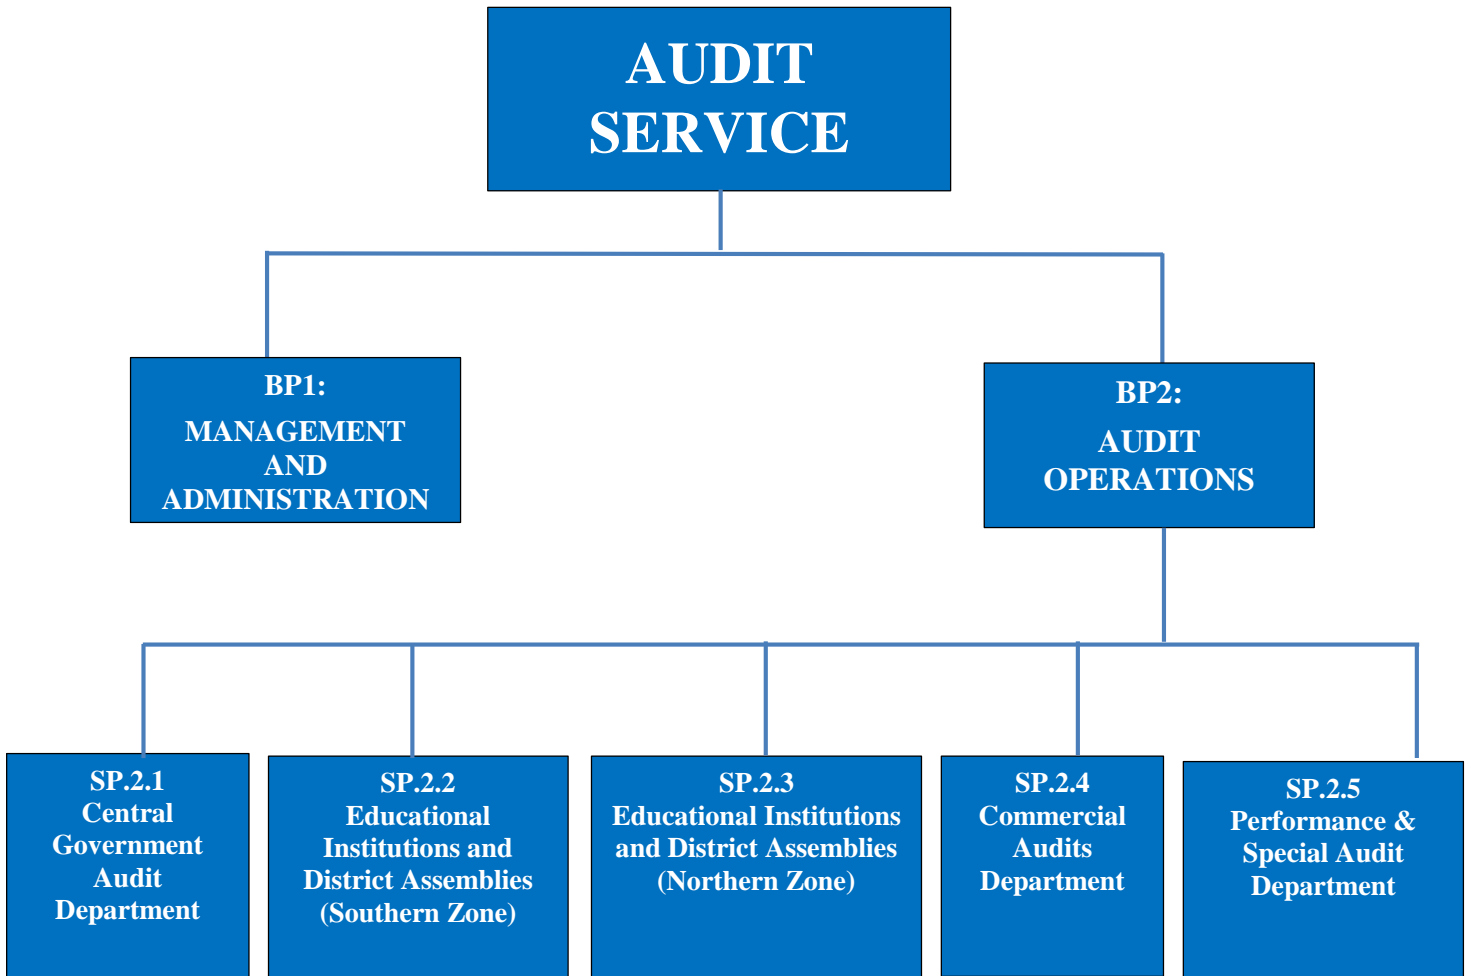 AUDIT
SERVICE
BP1:
MANAGEMENT
AND
ADMINISTRATION
BP2:
AUDIT
OPERATIONS
SP.2.1
Central
Government
Audit
Department
SP.2.2
Educational
Institutions and
District Assemblies
(Southern Zone)
SP.2.3
Educational Institutions
and District Assemblies
(Northern Zone)
SP.2.4
Commercial
Audits
Department
SP.2.5
Performance &
Special Audit
Department